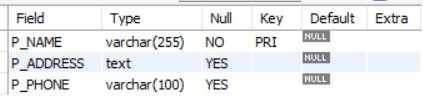 Field Type Null Key Default Extra
P_NAME varchar(255) NO PRI NULL
P_ADDRESS text YES NULL
P_PHONE varchar(100) YES NULL